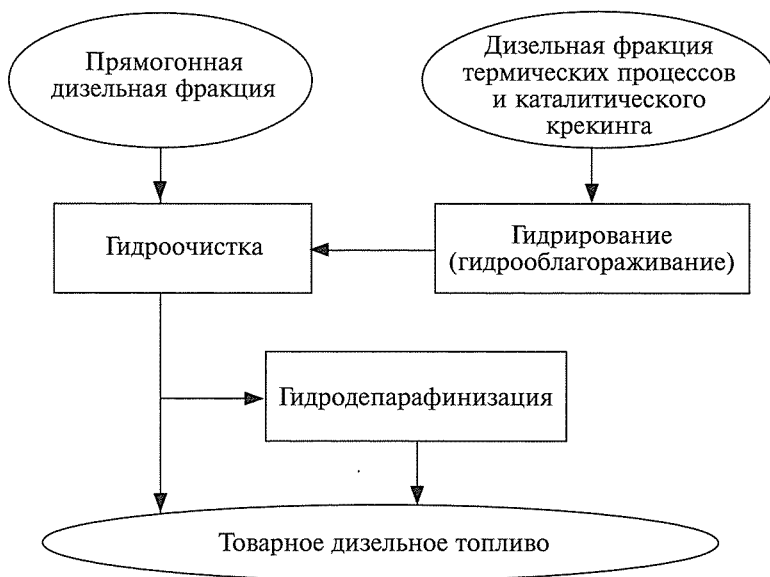 Прямогонная
дизельная фракция
Дизельная фракция
термических процессов
и каталитического
крекинга
Гидроочистка
Гидрирование
(гидрооблагораживание)
Гидродепарафинизация
Товарное дизельное топливо